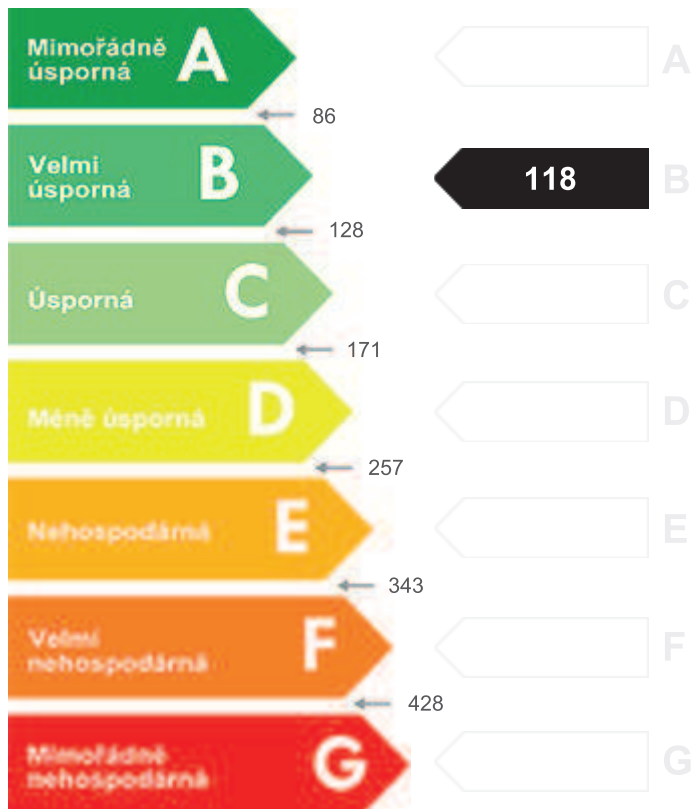 Mimořádně
úsporná
A
A
86
Velmi
úsporná
B
118
B
128
Úsporná
C
C
171
Méně úsporná
D
D
257
Nehospodárná
E
E
343
Velmi
nehospodárná
F
F
428
Mimořádně
nehospodárná
G
G